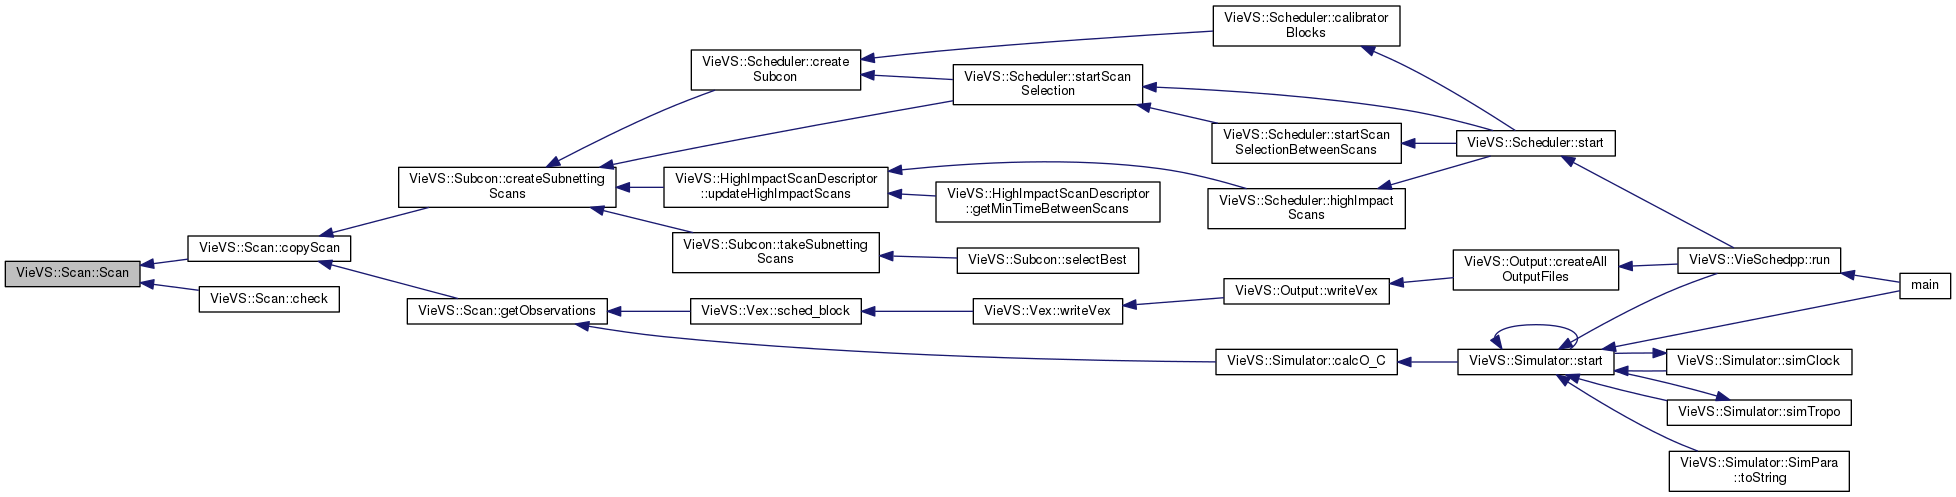 VieVS::Scan::Scan
VieVS::Scan::copyScan
VieVS::Scan::check
VieVS::Subcon::createSubnetting
Scans
VieVS::Scan::getObservations
VieVS::Scheduler::create
Subcon
VieVS::HighImpactScanDescriptor
::updateHighImpactScans
VieVS::Subcon::takeSubnetting
Scans
VieVS::Vex::sched_block
VieVS::Scheduler::startScan
Selection
VieVS::HighImpactScanDescriptor
::getMinTimeBetweenScans
VieVS::Subcon::selectBest
VieVS::Vex::writeVex
VieVS::Scheduler::calibrator
Blocks
VieVS::Scheduler::startScan
SelectionBetweenScans
VieVS::Scheduler::highImpact
Scans
VieVS::Output::writeVex
VieVS::Simulator::calcO_C
VieVS::Scheduler::start
VieVS::Output::createAll
OutputFiles
VieVS::Simulator::start
VieVS::VieSchedpp::run
VieVS::Simulator::simClock
VieVS::Simulator::simTropo
VieVS::Simulator::SimPara
::toString
main